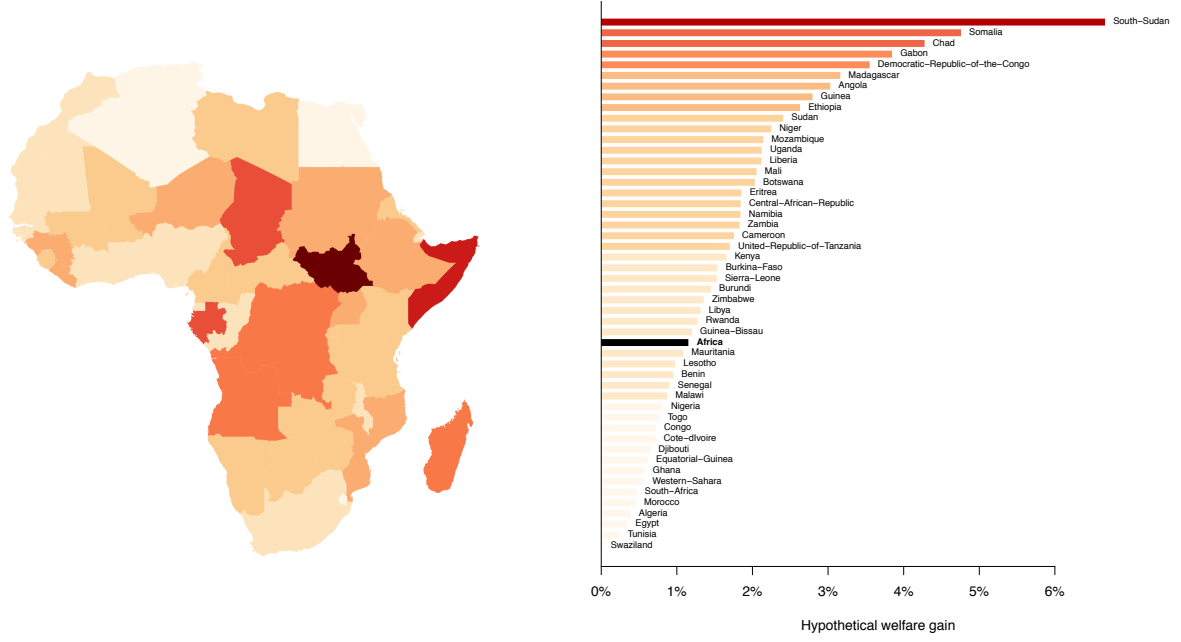 South−Sudan
Somalia
Chad
Gabon
Democratic−Republic−of−the−Congo
Madagascar
Angola
Guinea
Ethiopia
Sudan
Niger
Mozambique
Uganda
Liberia
Mali
Botswana
Eritrea
Central−African−Republic
Namibia
Zambia
Cameroon
United−Republic−of−Tanzania
Kenya
Burkina−Faso
Sierra−Leone
Burundi
Zimbabwe
Libya
Rwanda
Guinea−Bissau
Africa
Mauritania
Lesotho
Benin
Senegal
Malawi
Nigeria
Togo
Congo
Cote−dIvoire
Djibouti
Equatorial−Guinea
Ghana
Western−Sahara
South−Africa
Morocco
Algeria
Egypt
Tunisia
Swaziland
0% 1% 2% 3% 4% 5% 6%
Hypothetical welfare gain